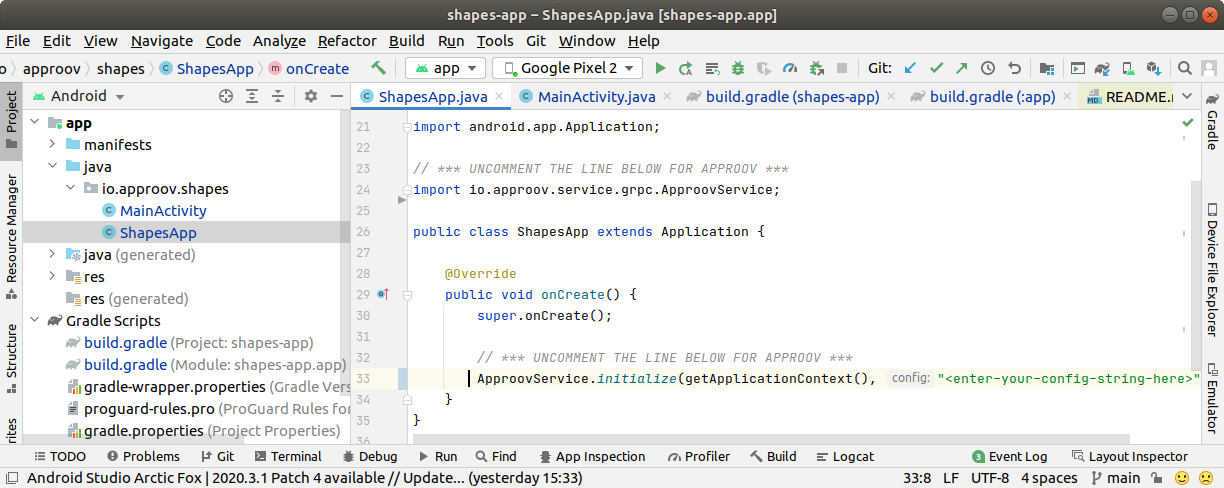 shapes-app – ShapesApp.java [shapes-app.app]
File Edit View Navigate Code Analyze Refactor Build Run Tools Git Window Help
o approov shapes C ShapesApp m onCreate app Google Pixel 2 Git:
Project Android ShapesApp.java MainActivity.java build.gradle (shapes-app) build.gradle (:app) MD README.
app
manifests
java
io.approov.shapes
C MainActivity
C ShapesApp
java (generated)
res
res (generated)
Gradle Scripts
build.gradle (Project: shapes-app)
build.gradle (Module: shapes-app.app)
gradle-wrapper.properties (Gradle Vers
proguard-rules.pro (ProGuard Rules for
gradle.properties (Project Properties)
Resource Manager
Structure
rites
21 import android.app.Application;
22
23 // *** UNCOMMENT THE LINE BELOW FOR APPROOV ***
24 import io.approov.service.grpc.ApproovService;
25
26 public class ShapesApp extends Application {
27
28 @Override
29 public void onCreate() {
30 super.onCreate();
31
32 // *** UNCOMMENT THE LINE BELOW FOR APPROOV ***
33 ApproovService.initialize(getApplicationContext(), config: "<enter-your-config-string-here>"
34 }
35 }
36
Gradle
Device File Explorer
Emulator
TODO Problems Git Terminal Debug Run Find App Inspection Profiler Build Logcat 3 Event Log Layout Inspector
Android Studio Arctic Fox | 2020.3.1 Patch 4 available // Update... (yesterday 15:33) 33:8 LF UTF-8 4 spaces main